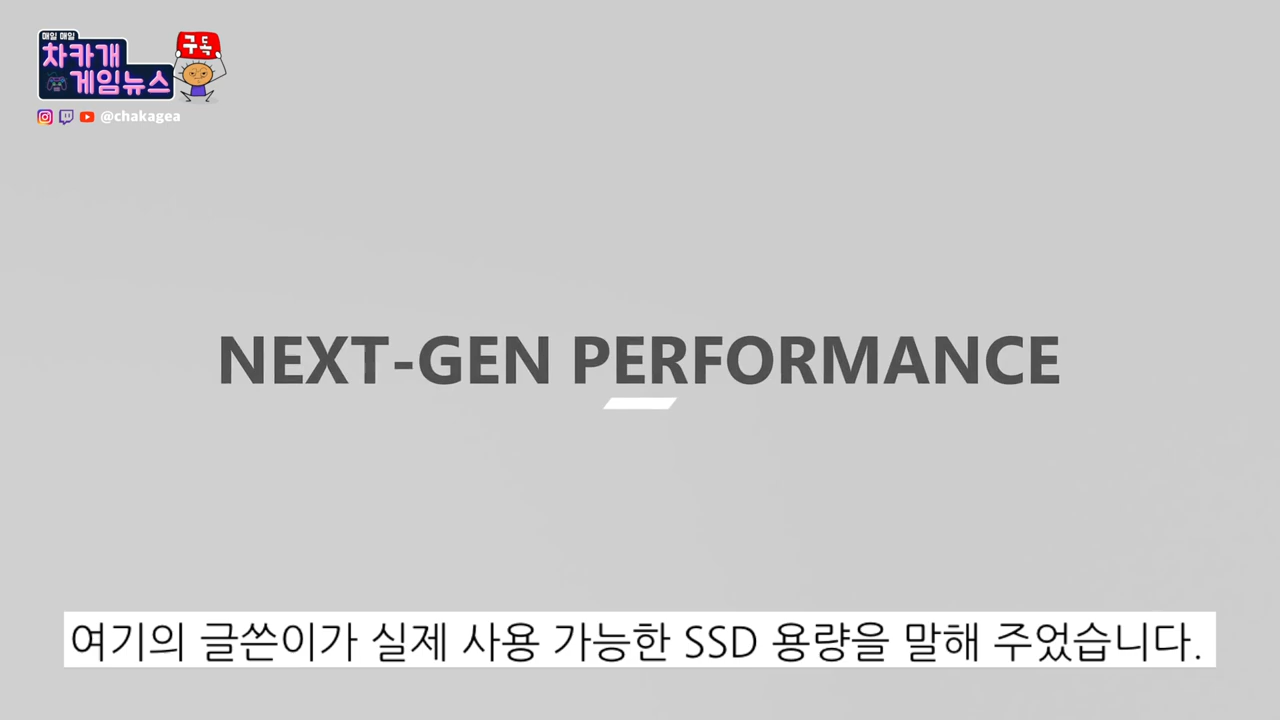 매일 매일
차카개
게임뉴스
구독
@chakagea
NEXT-GEN PERFORMANCE
여기의 글쓴이가 실제 사용 가능한 SSD 용량을 말해 주었습니다.